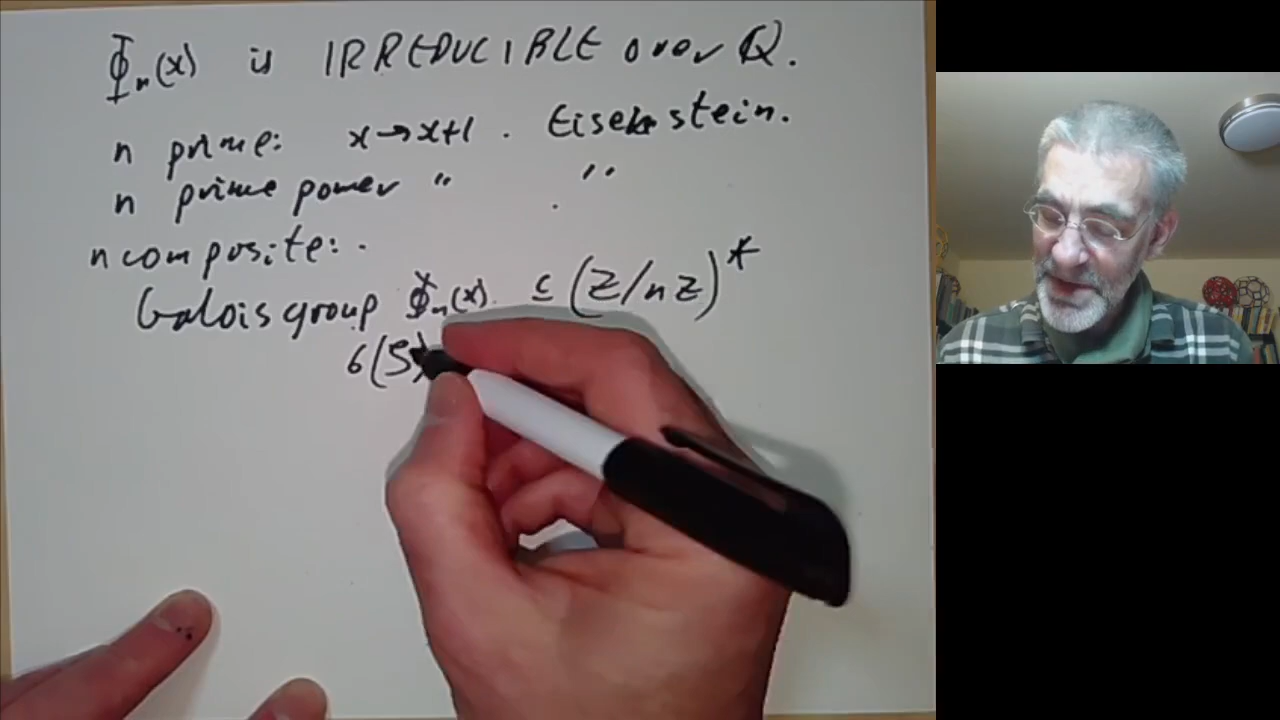 Φₙ(x) is IRREDUCIBLE over Q.
n prime: x→x+1. Eisenstein.
n prime power " " .
n composite: .
Galois group Φₙ(x). ⊆ (Z/nZ)*
σ(ζ)